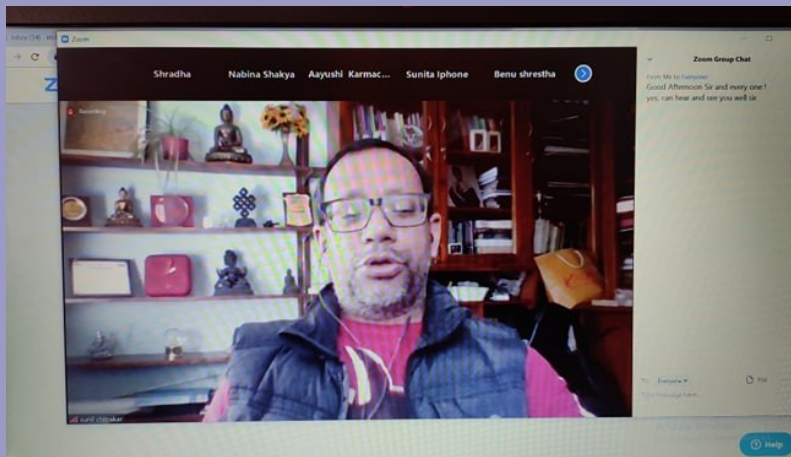 Inbox (14)
Zoom
Shradha
Nabina Shakya
Aayushi Karmac...
Sunita Iphone
Benu shrestha
Recording
sunil chitrakar
Zoom Group Chat
From Me to Everyone:
Good Afternoon Sir and every one !
yes, can hear and see you well sir
To: Everyone
File
Type message here...
Help